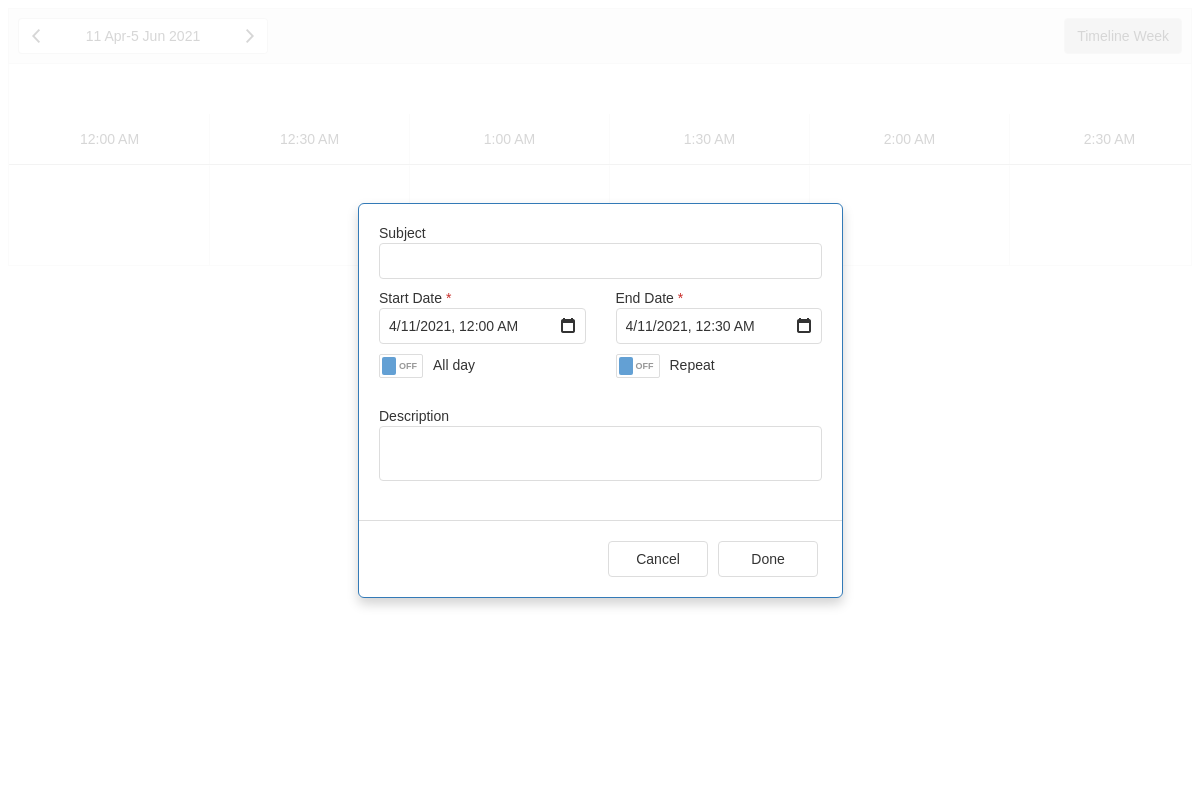 11 Apr-5 Jun 2021
Timeline Week
12:00 AM 12:30 AM 1:00 AM 1:30 AM 2:00 AM 2:30 AM
Subject
Start Date * End Date *
4/11/2021, 12:00 AM 4/11/2021, 12:30 AM
OFF All day OFF Repeat
Description
Cancel Done